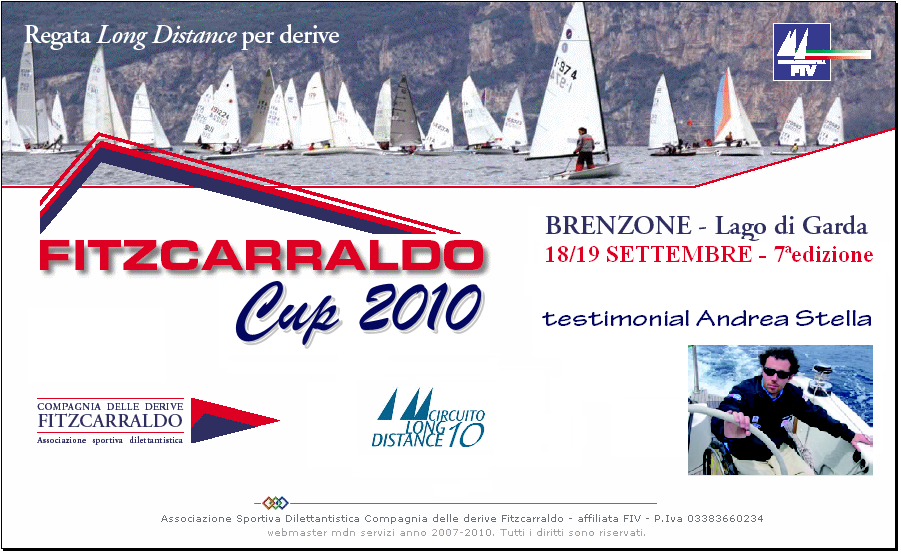 Regata Long Distance per derive
FIV
I-974
FITZCARRALDO
Cup 2010
BRENZONE - Lago di Garda
18/19 SETTEMBRE - 7ªedizione
testimonial Andrea Stella
COMPAGNIA DELLE DERIVE
FITZCARRALDO
Associazione sportiva dilettantistica
CIRCUITO
LONG
DISTANCE 10
Associazione Sportiva Dilettantistica Compagnia delle derive Fitzcarraldo - affiliata FIV - P.Iva 03383660234
webmaster mdn servizi anno 2007-2010. Tutti i diritti sono riservati.